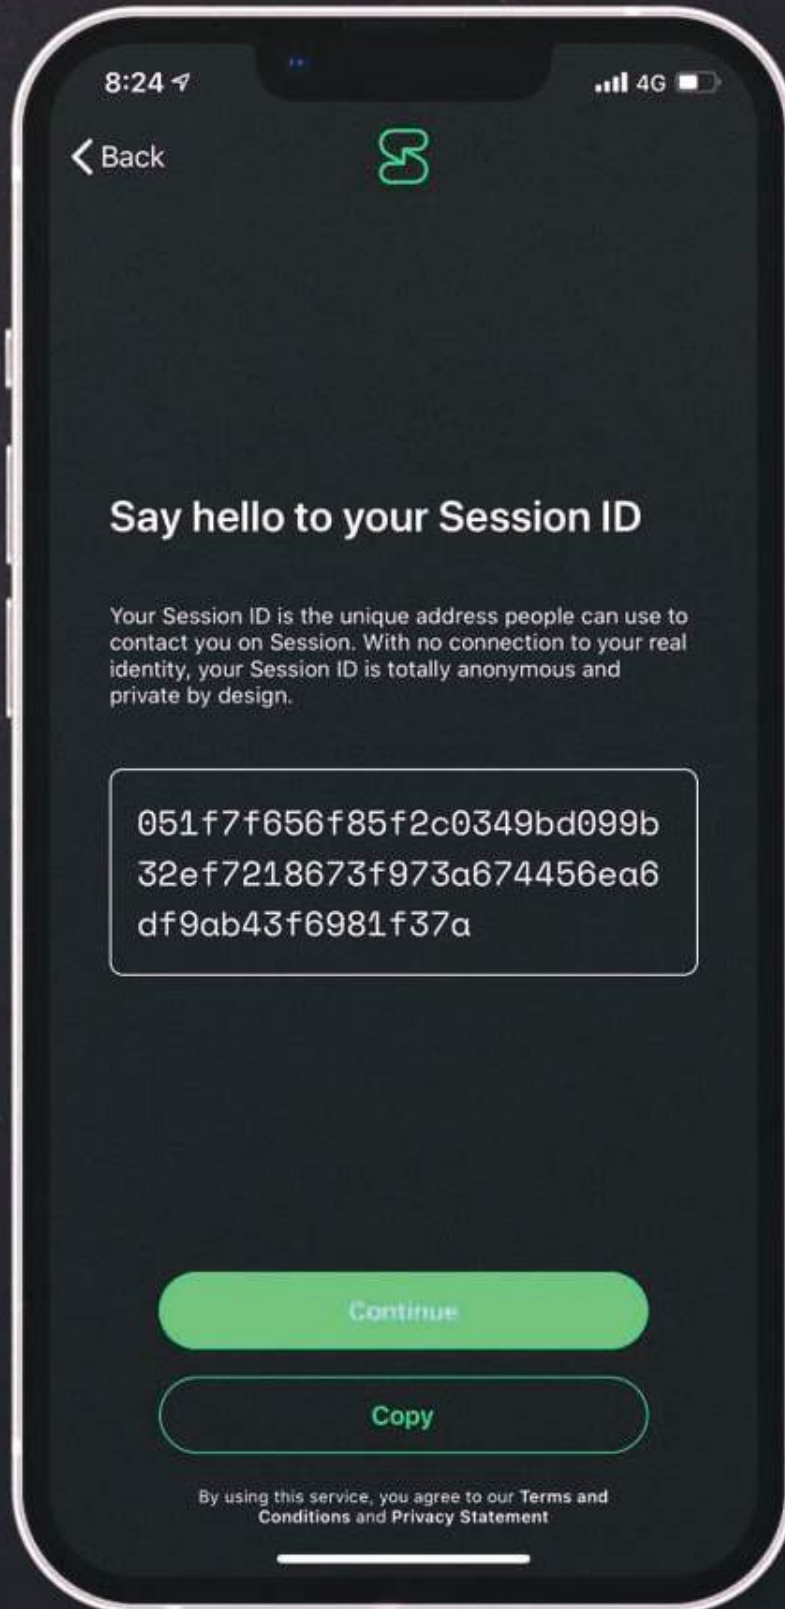 8:24
4G
Back
Say hello to your Session ID
Your Session ID is the unique address people can use to
contact you on Session. With no connection to your real
identity, your Session ID is totally anonymous and
private by design.
051f7f656f85f2c0349bd099b
32ef7218673f973a674456ea6
df9ab43f6981f37a
Continue
Copy
By using this service, you agree to our Terms and
Conditions and Privacy Statement